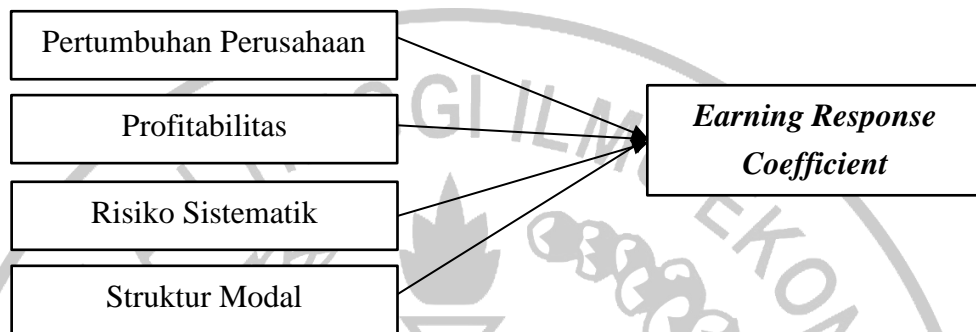 Pertumbuhan Perusahaan
Profitabilitas
Risiko Sistematik
Struktur Modal
Earning Response
Coefficient